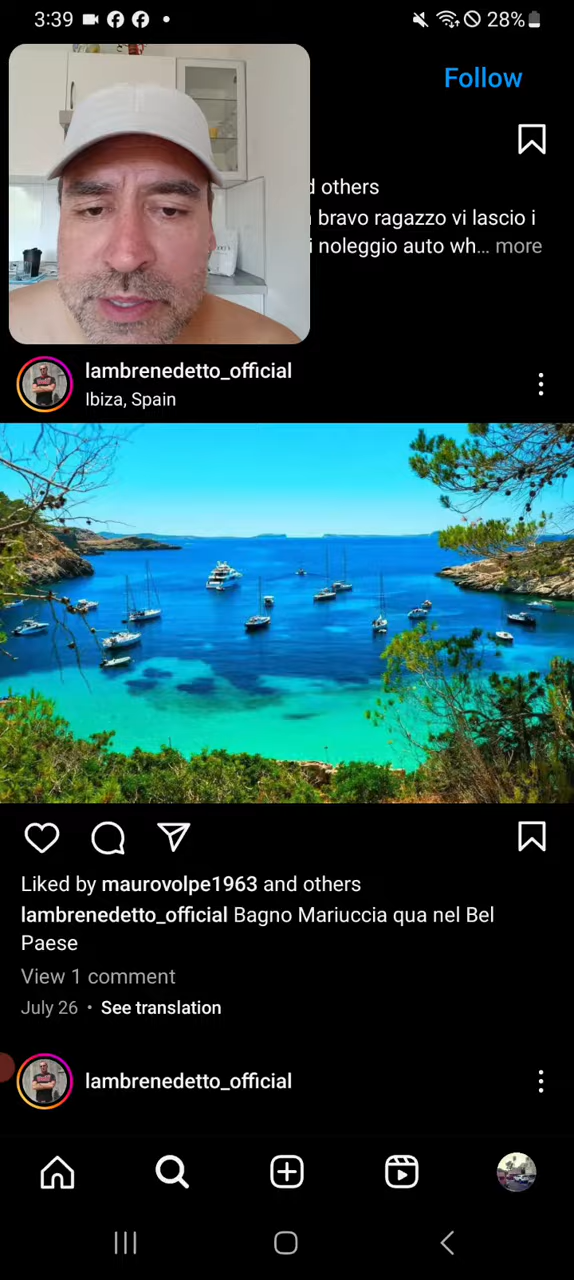 3:39
28%
Follow
d others
bravo ragazzo vi lascio i
i noleggio auto wh... more
lambrenedetto_official
Ibiza, Spain
Liked by maurovolpe1963 and others
lambrenedetto_official Bagno Mariuccia qua nel Bel
Paese
View 1 comment
July 26 • See translation
lambrenedetto_official